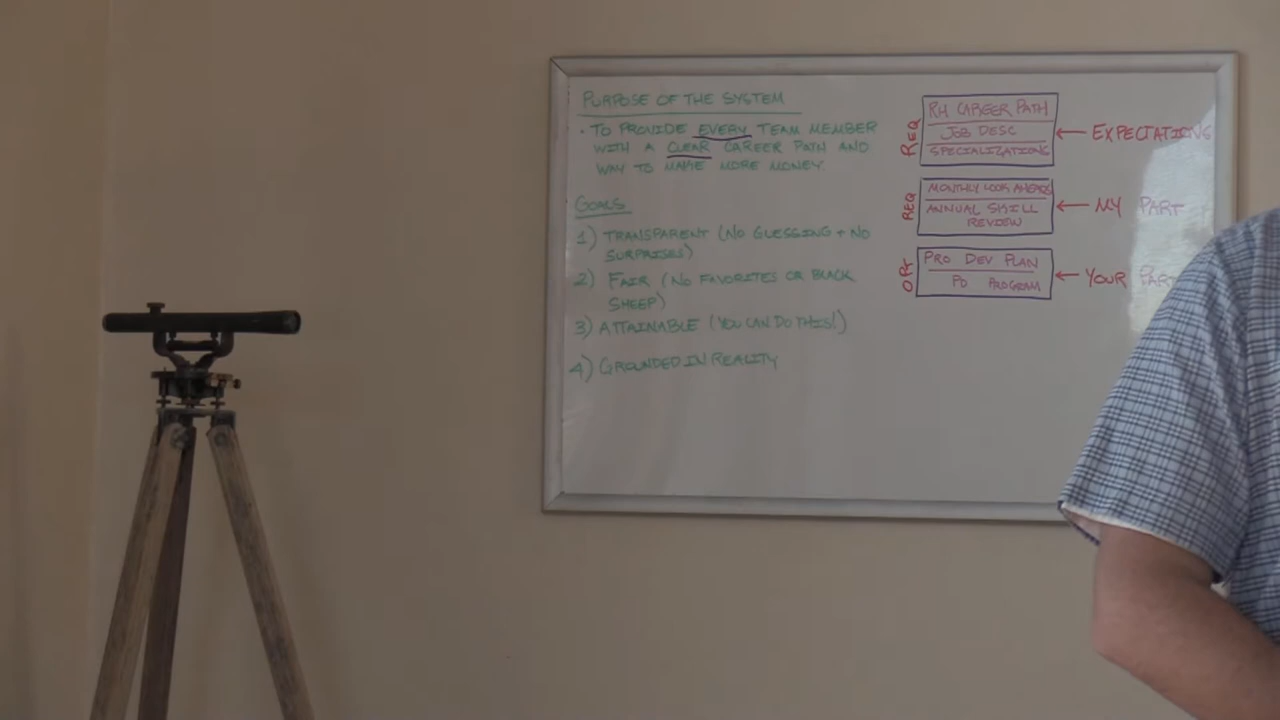 PURPOSE OF THE SYSTEM
• TO PROVIDE EVERY TEAM MEMBER
WITH A CLEAR CAREER PATH AND
WAY TO MAKE MORE MONEY.
GOALS
1) TRANSPARENT (NO GUESSING + NO
SURPRISES)
2) FAIR (NO FAVORITES OR BLACK
SHEEP)
3) ATTAINABLE (YOU CAN DO THIS!)
4) GROUNDED IN REALITY
REQ
RH CAREER PATH
JOB DESC
SPECIALIZATIONS
← EXPECTATIONS
REQ
MONTHLY LOOK AHEADS
ANNUAL SKILL
REVIEW
← MY PART
OPT
PRO DEV PLAN
PD PROGRAM
← YOUR PART